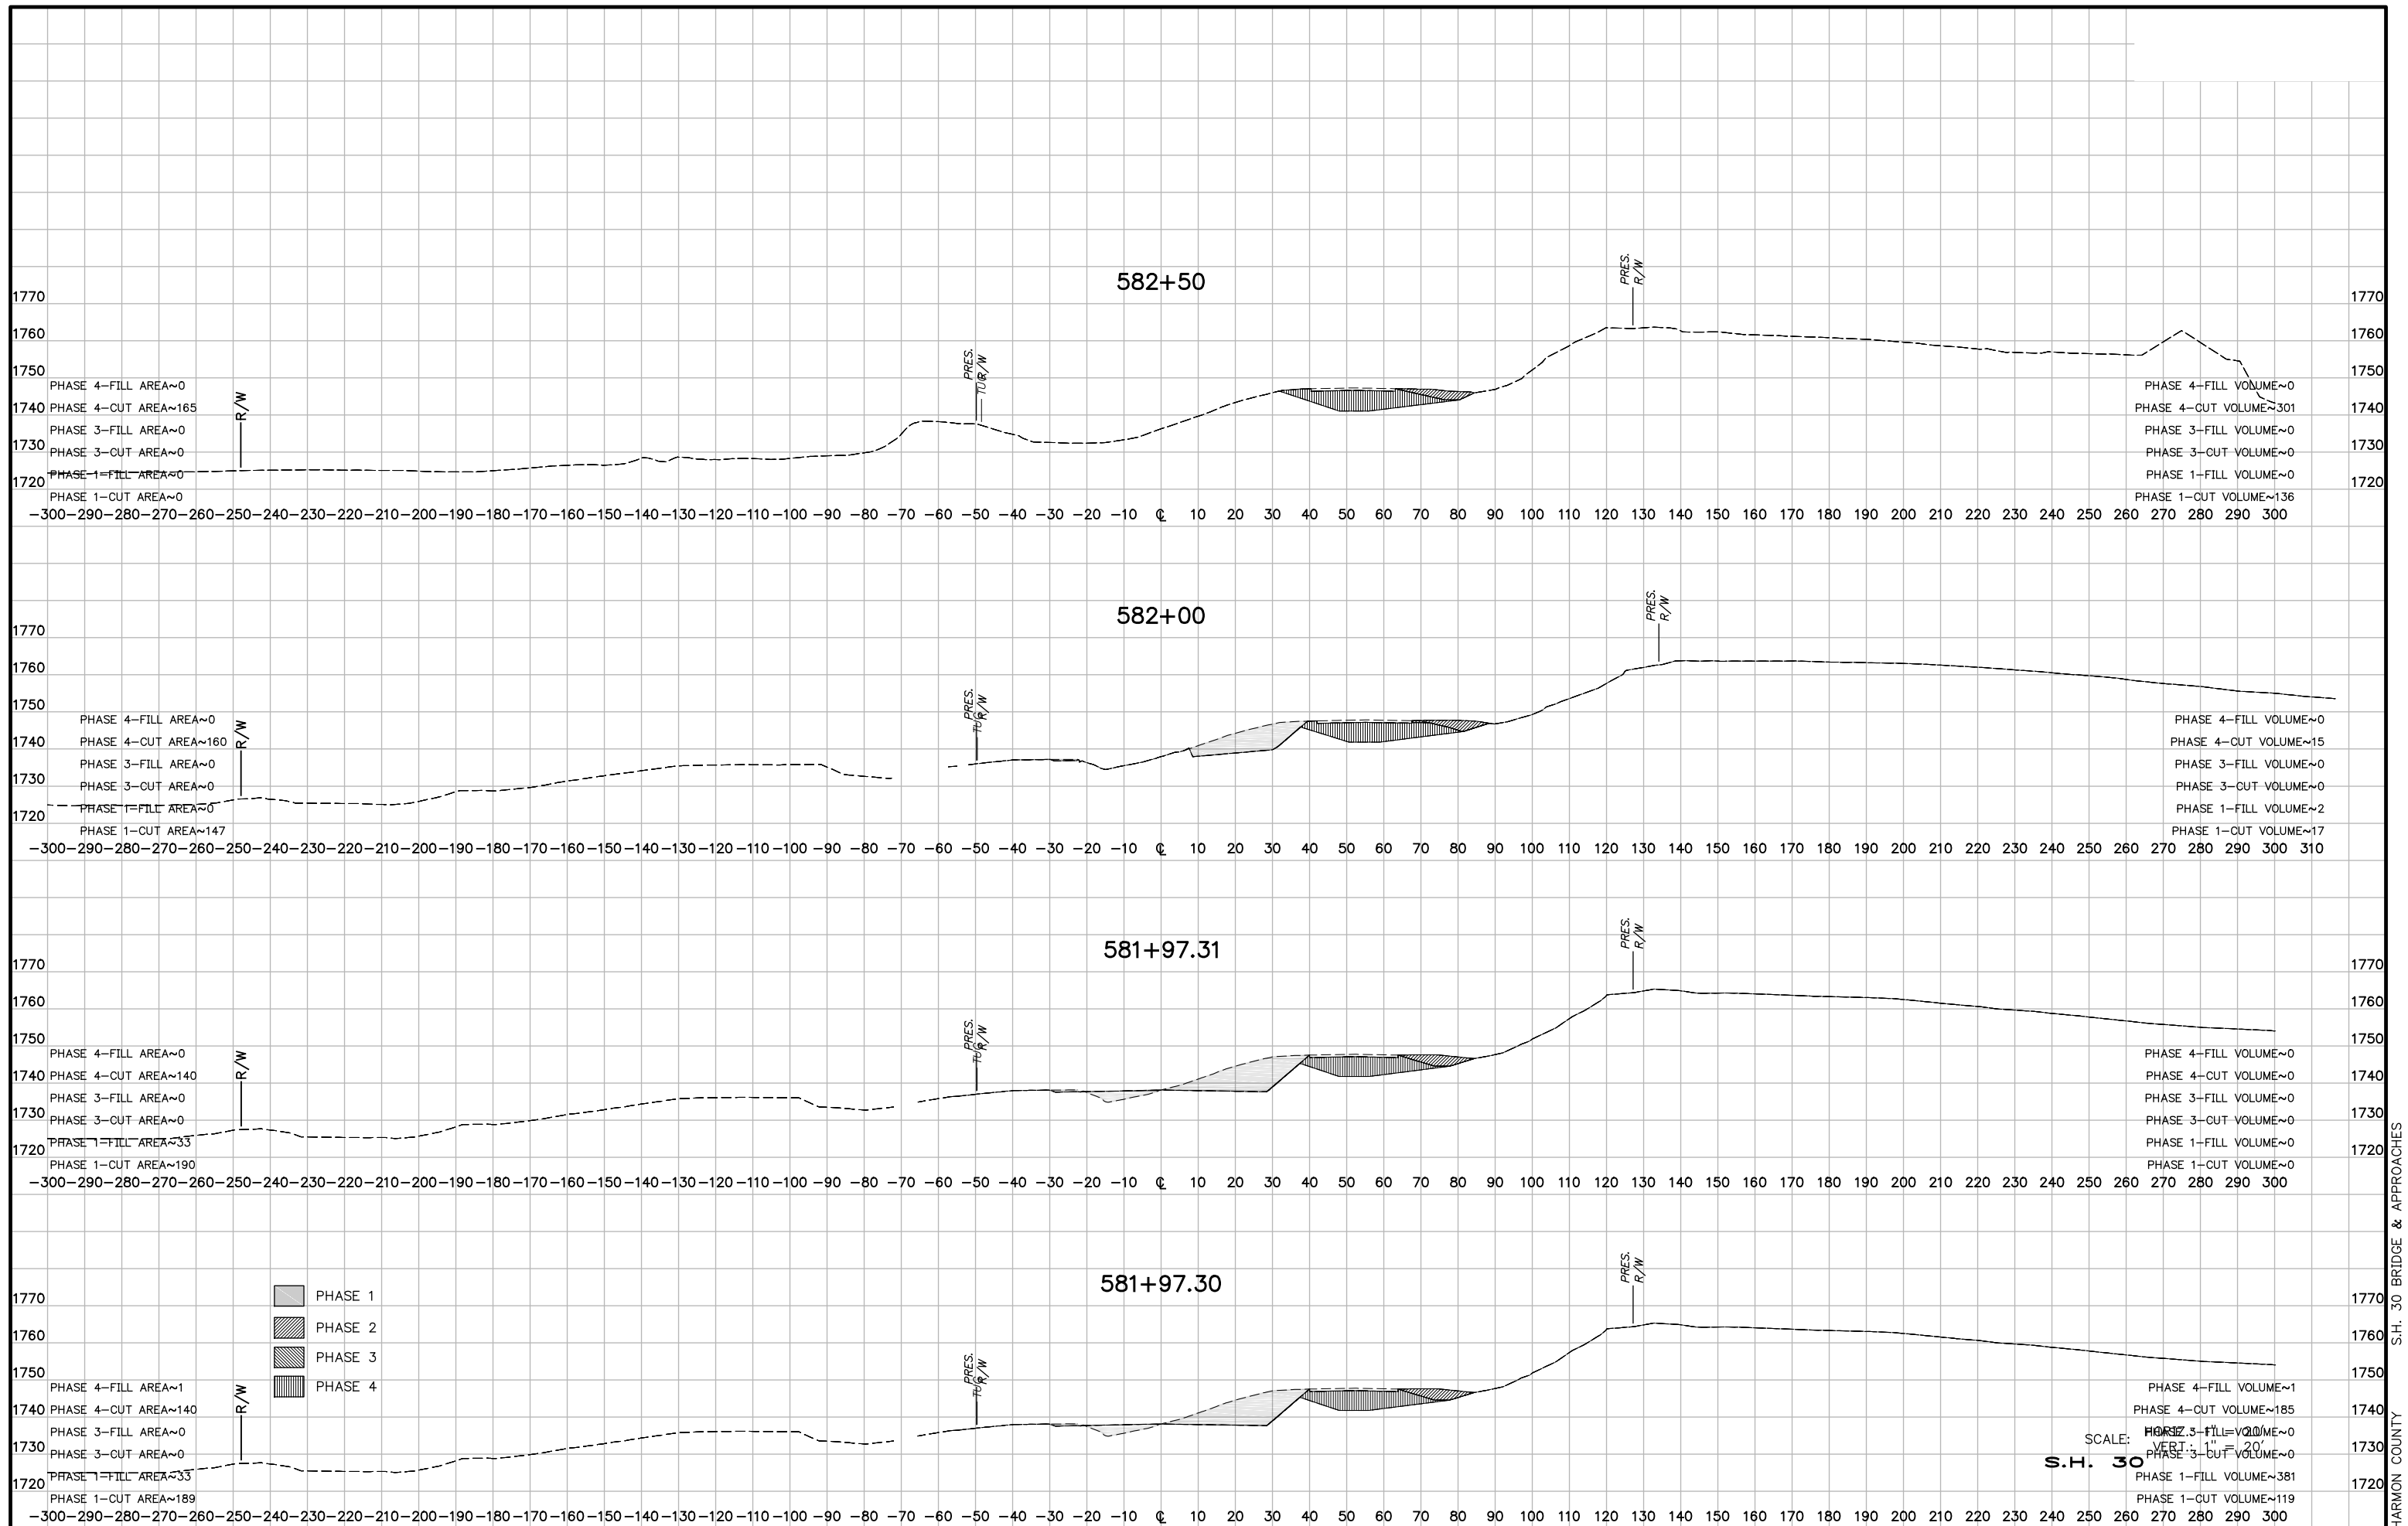 582+50
PRES.
R/W
PRES.
R/W
TUG
R/W
1770 1770
1760 1760
1750 1750
1740 1740
1730 1730
1720 1720
PHASE 4-FILL AREA~0
PHASE 4-CUT AREA~165
PHASE 3-FILL AREA~0
PHASE 3-CUT AREA~0
PHASE 1-FILL AREA~0
PHASE 1-CUT AREA~0
PHASE 4-FILL VOLUME~0
PHASE 4-CUT VOLUME~301
PHASE 3-FILL VOLUME~0
PHASE 3-CUT VOLUME~0
PHASE 1-FILL VOLUME~0
PHASE 1-CUT VOLUME~136
-300 -290 -280 -270 -260 -250 -240 -230 -220 -210 -200 -190 -180 -170 -160 -150 -140 -130 -120 -110 -100 -90 -80 -70 -60 -50 -40 -30 -20 -10 ℄ 10 20 30 40 50 60 70 80 90 100 110 120 130 140 150 160 170 180 190 200 210 220 230 240 250 260 270 280 290 300
582+00
PRES.
R/W
PRES.
R/W
TUG
R/W
1770 1770
1760 1760
1750 1750
1740 1740
1730 1730
1720 1720
PHASE 4-FILL AREA~0
PHASE 4-CUT AREA~160
PHASE 3-FILL AREA~0
PHASE 3-CUT AREA~0
PHASE 1-FILL AREA~0
PHASE 1-CUT AREA~147
PHASE 4-FILL VOLUME~0
PHASE 4-CUT VOLUME~15
PHASE 3-FILL VOLUME~0
PHASE 3-CUT VOLUME~0
PHASE 1-FILL VOLUME~2
PHASE 1-CUT VOLUME~17
-300 -290 -280 -270 -260 -250 -240 -230 -220 -210 -200 -190 -180 -170 -160 -150 -140 -130 -120 -110 -100 -90 -80 -70 -60 -50 -40 -30 -20 -10 ℄ 10 20 30 40 50 60 70 80 90 100 110 120 130 140 150 160 170 180 190 200 210 220 230 240 250 260 270 280 290 300 310
581+97.31
PRES.
R/W
PRES.
R/W
TUG
R/W
1770 1770
1760 1760
1750 1750
1740 1740
1730 1730
1720 1720
PHASE 4-FILL AREA~0
PHASE 4-CUT AREA~140
PHASE 3-FILL AREA~0
PHASE 3-CUT AREA~0
PHASE 1-FILL AREA~33
PHASE 1-CUT AREA~190
PHASE 4-FILL VOLUME~0
PHASE 4-CUT VOLUME~0
PHASE 3-FILL VOLUME~0
PHASE 3-CUT VOLUME~0
PHASE 1-FILL VOLUME~0
PHASE 1-CUT VOLUME~0
-300 -290 -280 -270 -260 -250 -240 -230 -220 -210 -200 -190 -180 -170 -160 -150 -140 -130 -120 -110 -100 -90 -80 -70 -60 -50 -40 -30 -20 -10 ℄ 10 20 30 40 50 60 70 80 90 100 110 120 130 140 150 160 170 180 190 200 210 220 230 240 250 260 270 280 290 300
581+97.30
PRES.
R/W
PHASE 1
PHASE 2
PHASE 3
PHASE 4
PRES.
R/W
TUG
R/W
1770 1770
1760 1760
1750 1750
1740 1740
1730 1730
1720 1720
PHASE 4-FILL AREA~1
PHASE 4-CUT AREA~140
PHASE 3-FILL AREA~0
PHASE 3-CUT AREA~0
PHASE 1-FILL AREA~33
PHASE 1-CUT AREA~189
PHASE 4-FILL VOLUME~1
PHASE 4-CUT VOLUME~185
PHASE 3-FILL VOLUME~0
PHASE 3-CUT VOLUME~0
PHASE 1-FILL VOLUME~381
PHASE 1-CUT VOLUME~119
SCALE: HORIZ.: 1" = 20'
VERT.: 1" = 20'
S.H. 30
-300 -290 -280 -270 -260 -250 -240 -230 -220 -210 -200 -190 -180 -170 -160 -150 -140 -130 -120 -110 -100 -90 -80 -70 -60 -50 -40 -30 -20 -10 ℄ 10 20 30 40 50 60 70 80 90 100 110 120 130 140 150 160 170 180 190 200 210 220 230 240 250 260 270 280 290 300
HARMON COUNTY S.H. 30 BRIDGE & APPROACHES